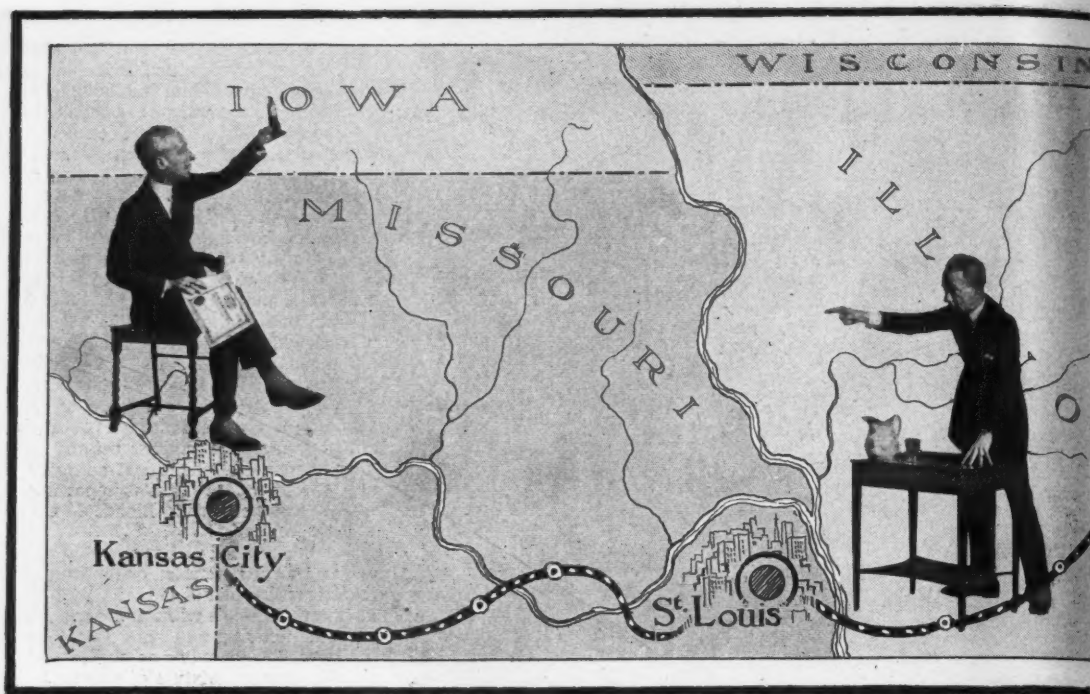 WISCONSIN
IOWA
MISSOURI
ILL
O
Kansas City
KANSAS
St. Louis